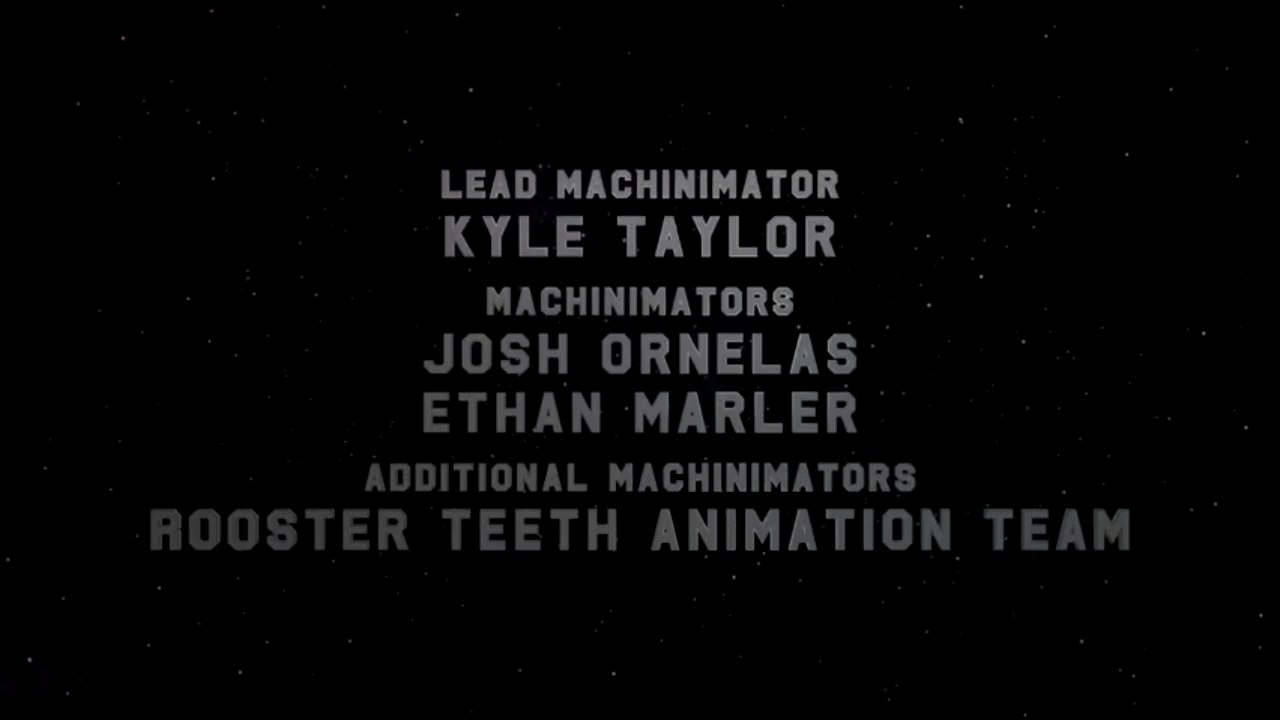 LEAD MACHINIMATOR
KYLE TAYLOR
MACHINIMATORS
JOSH ORNELAS
ETHAN MARLER
ADDITIONAL MACHINIMATORS
ROOSTER TEETH ANIMATION TEAM